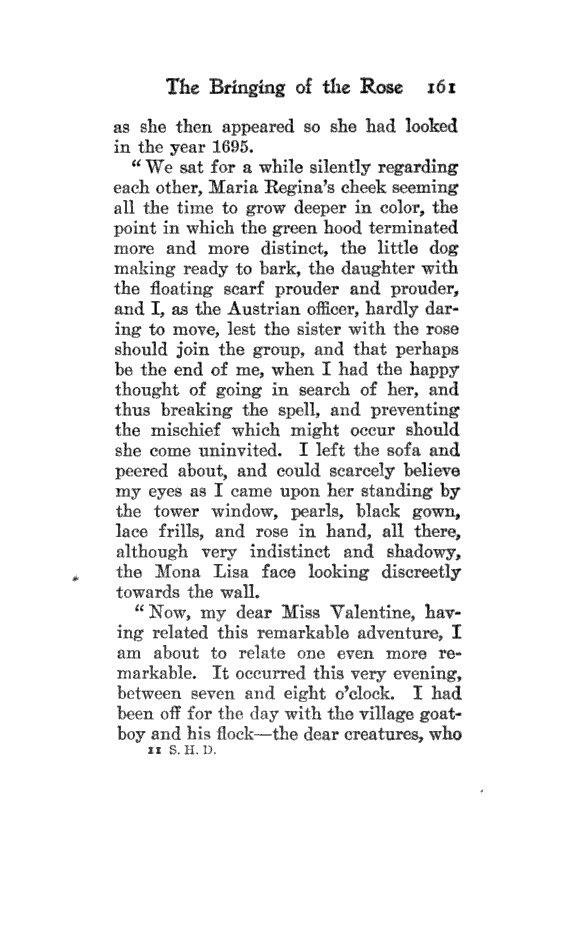 The Bringing of the Rose 161
as she then appeared so she had looked
in the year 1695.
“We sat for a while silently regarding
each other, Maria Regina’s cheek seeming
all the time to grow deeper in color, the
point in which the green hood terminated
more and more distinct, the little dog
making ready to bark, the daughter with
the floating scarf prouder and prouder,
and I, as the Austrian officer, hardly dar-
ing to move, lest the sister with the rose
should join the group, and that perhaps
be the end of me, when I had the happy
thought of going in search of her, and
thus breaking the spell, and preventing
the mischief which might occur should
she come uninvited. I left the sofa and
peered about, and could scarcely believe
my eyes as I came upon her standing by
the tower window, pearls, black gown,
lace frills, and rose in hand, all there,
although very indistinct and shadowy,
the Mona Lisa face looking discreetly
towards the wall.
“Now, my dear Miss Valentine, hav-
ing related this remarkable adventure, I
am about to relate one even more re-
markable. It occurred this very evening,
between seven and eight o’clock. I had
been off for the day with the village goat-
boy and his flock—the dear creatures, who
11 S. H. D.